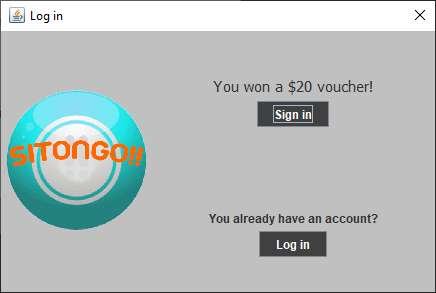 Log in
You won a $20 voucher!
Sign in
SITONGO!!
You already have an account?
Log in